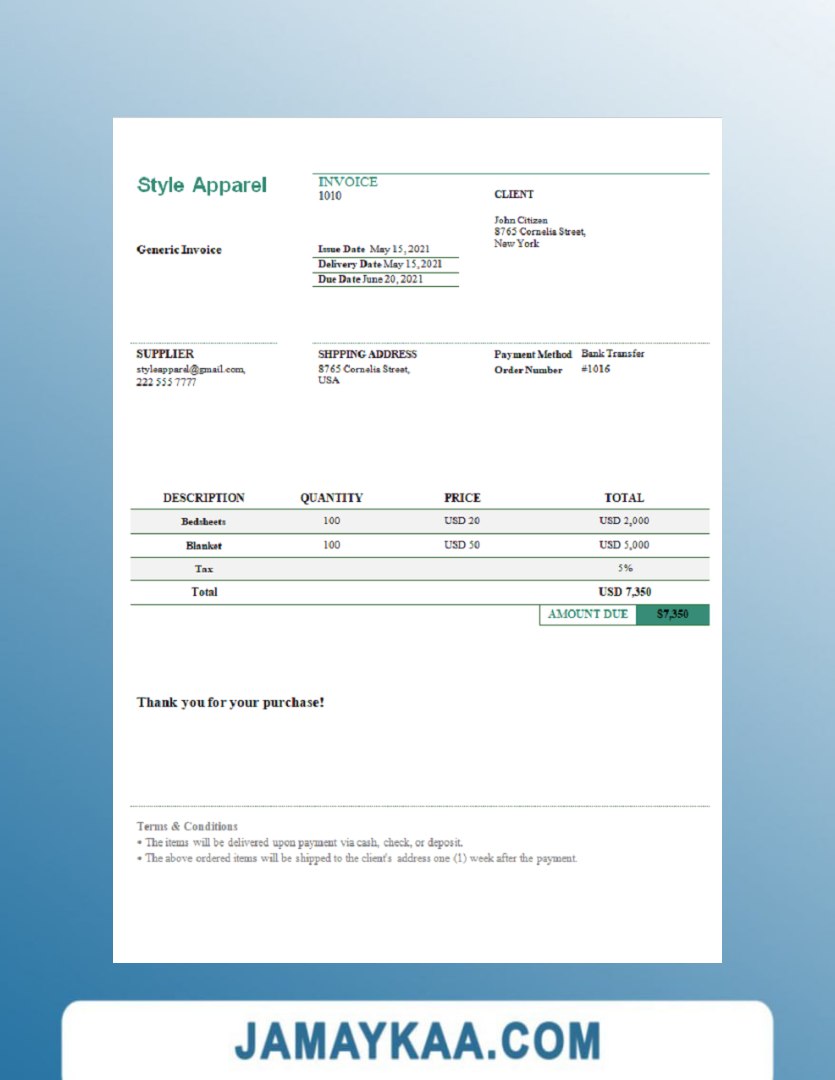 Style Apparel
INVOICE
1010
CLIENT
John Citizen
8765 Cornelia Street,
New York
Generic Invoice
Issue Date May 15, 2021
Delivery Date May 15, 2021
Due Date June 20, 2021
SUPPLIER
styleapparel@gmail.com,
222 555 7777
SHPPING ADDRESS
8765 Cornelia Street,
USA
Payment Method Bank Transfer
Order Number #1016
DESCRIPTION QUANTITY PRICE TOTAL
Bedsheets 100 USD 20 USD 2,000
Blanket 100 USD 50 USD 5,000
Tax 5%
Total USD 7,350
AMOUNT DUE $7,350
Thank you for your purchase!
Terms & Conditions
• The items will be delivered upon payment via cash, check, or deposit.
• The above ordered items will be shipped to the client's address one (1) week after the payment.
JAMAYKAA.COM